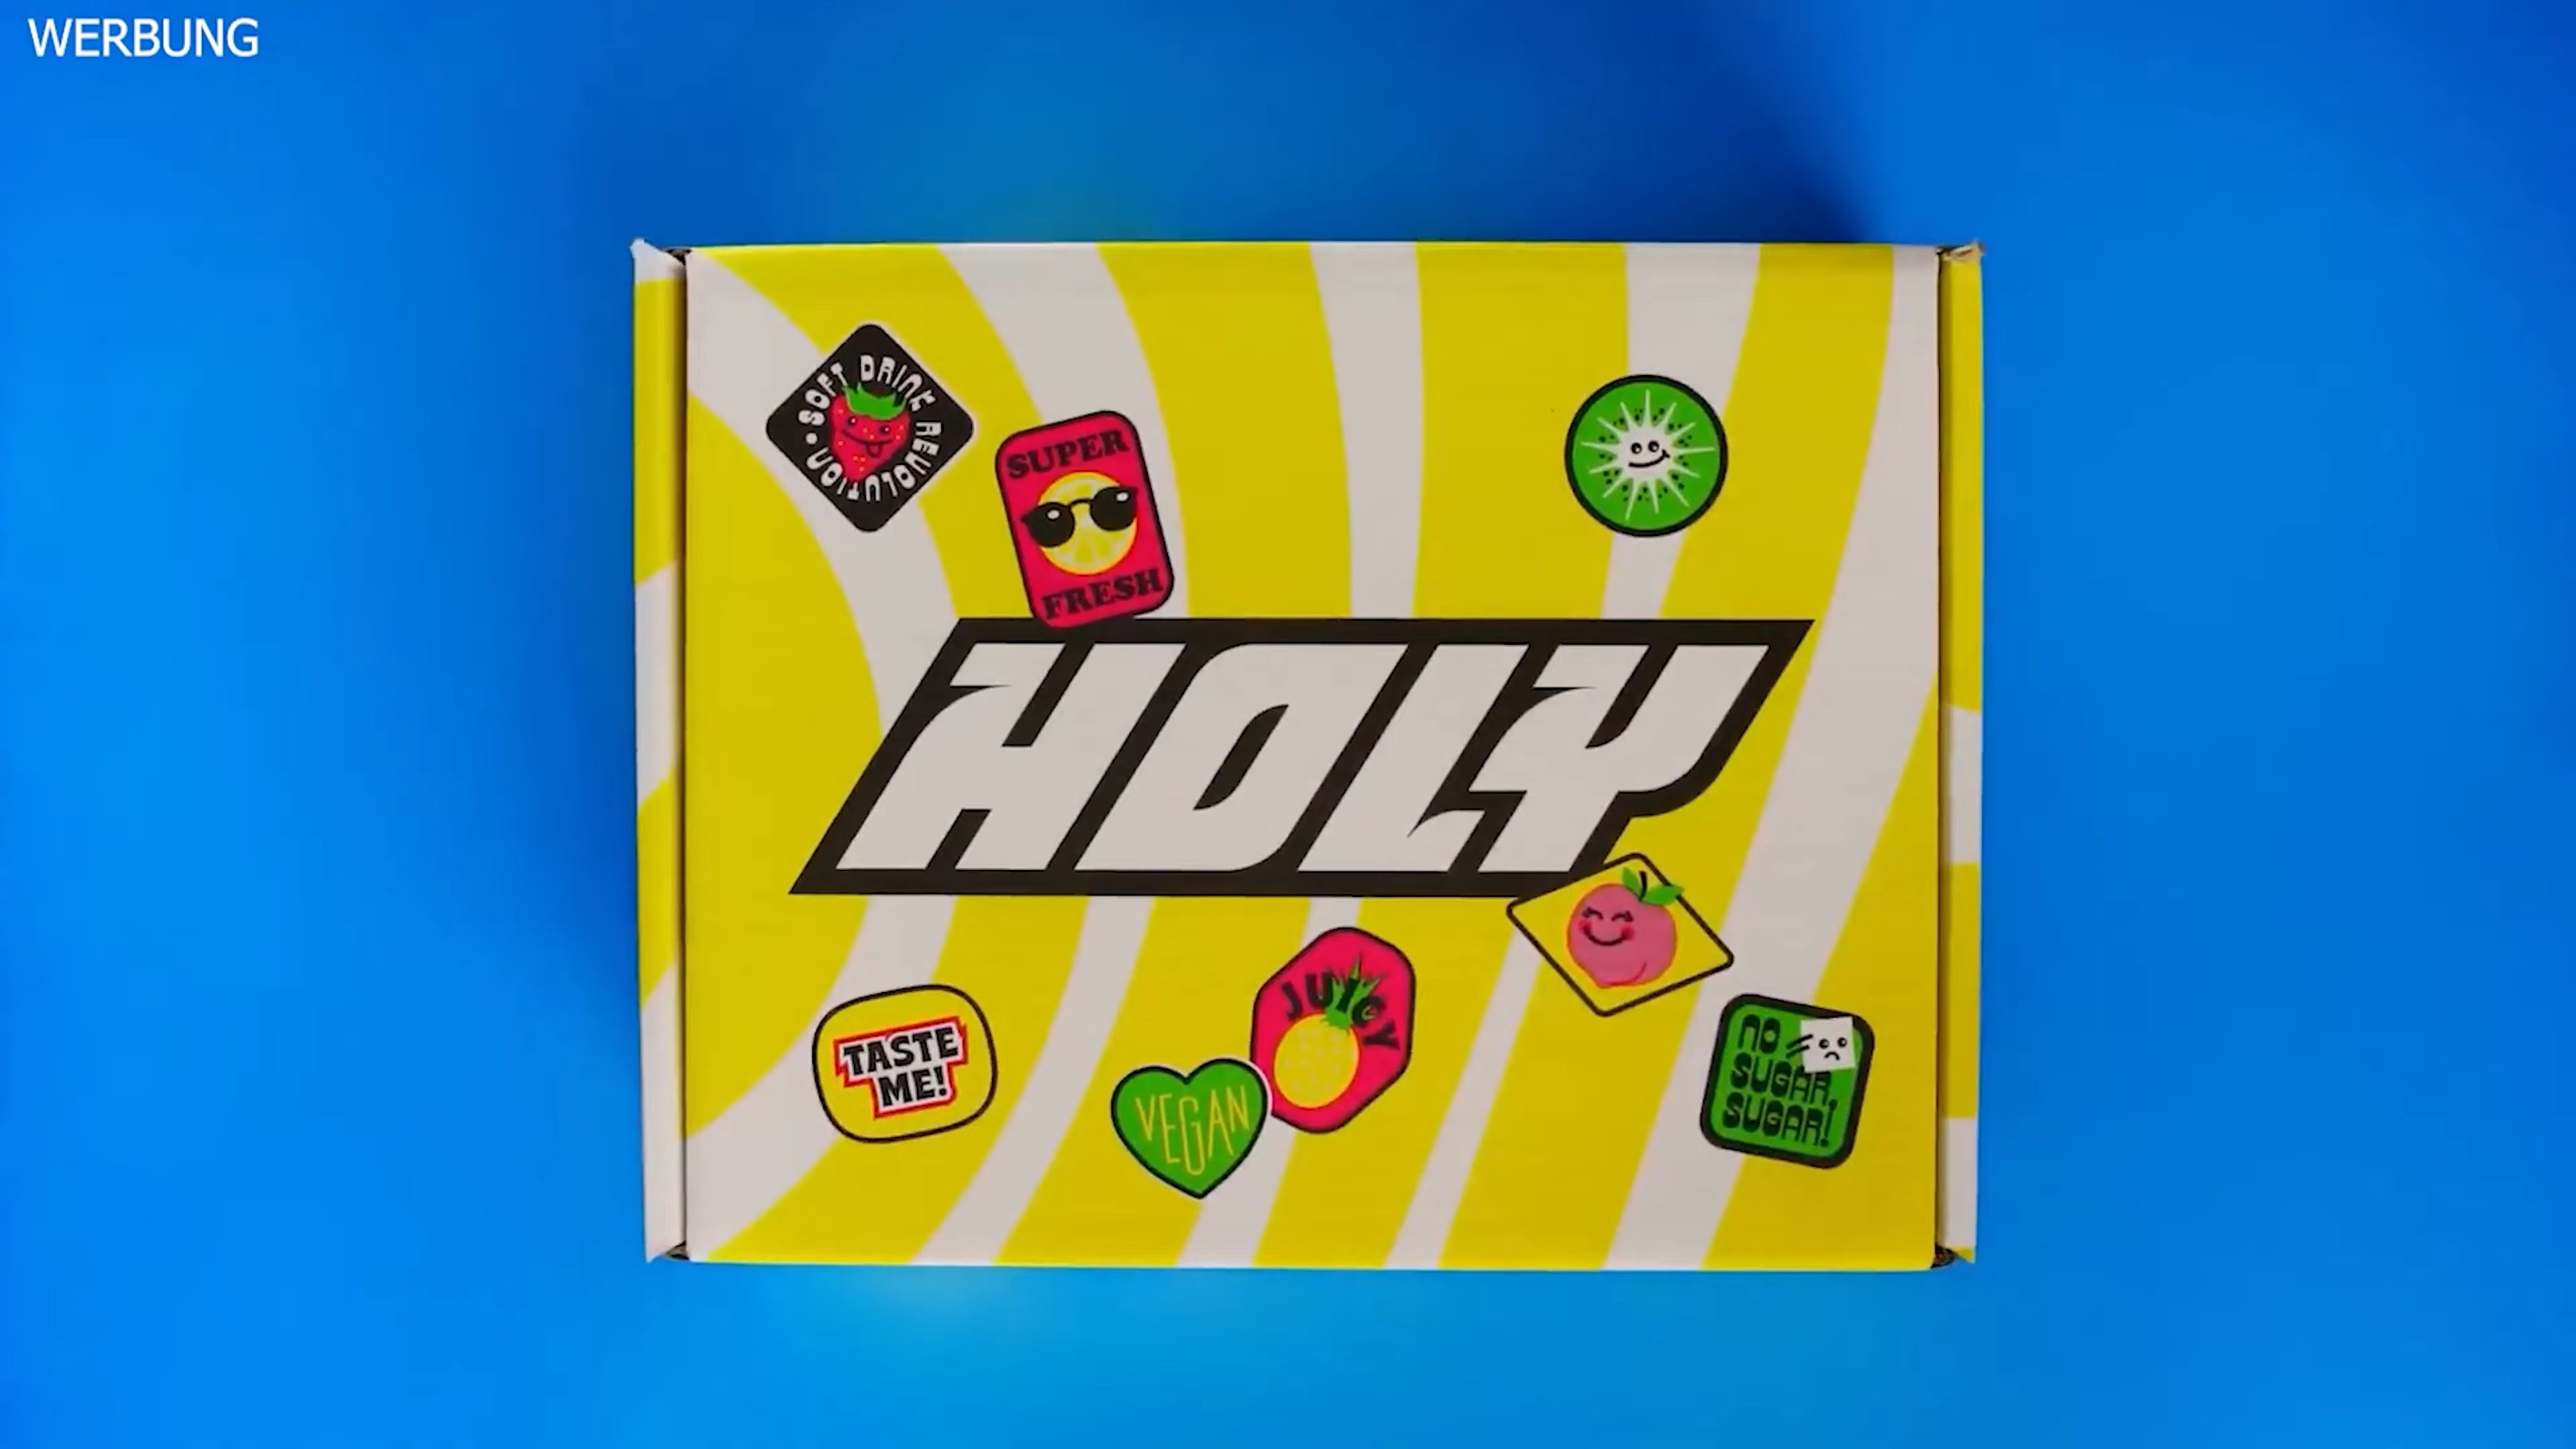 WERBUNG
SOFT DRINK REVOLUTION •
SUPER
FRESH
HOLY
JUICY
TASTE
ME!
VEGAN
NO
SUGAR,
SUGAR!